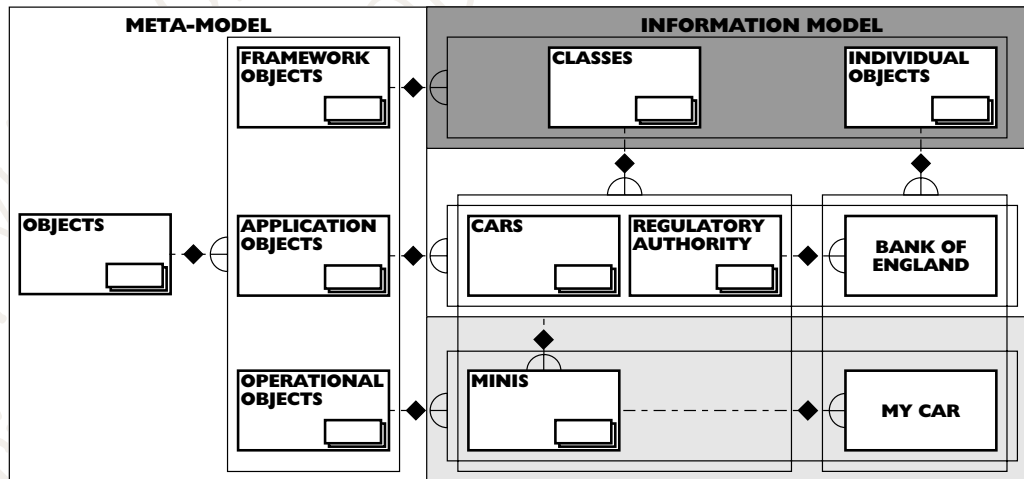 META-MODEL
INFORMATION MODEL
FRAMEWORK
OBJECTS
CLASSES
INDIVIDUAL
OBJECTS
OBJECTS
APPLICATION
OBJECTS
CARS
REGULATORY
AUTHORITY
BANK OF
ENGLAND
OPERATIONAL
OBJECTS
MINIS
MY CAR